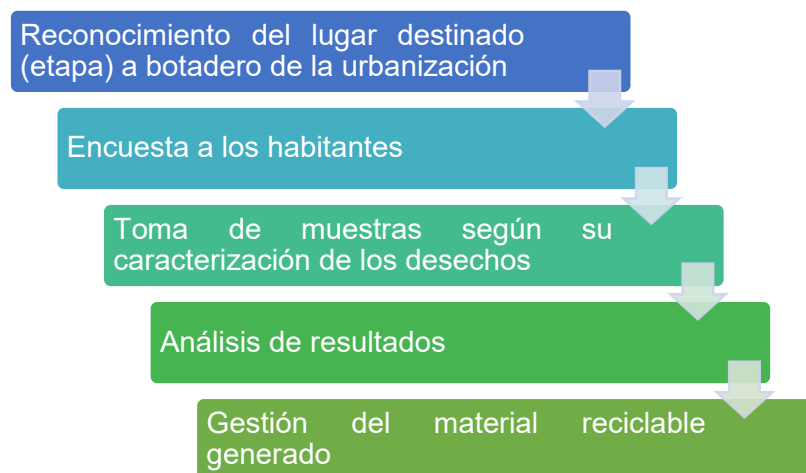 Reconocimiento del lugar destinado
(etapa) a botadero de la urbanización
Encuesta a los habitantes
Toma de muestras según su
caracterización de los desechos
Análisis de resultados
Gestión del material reciclable
generado